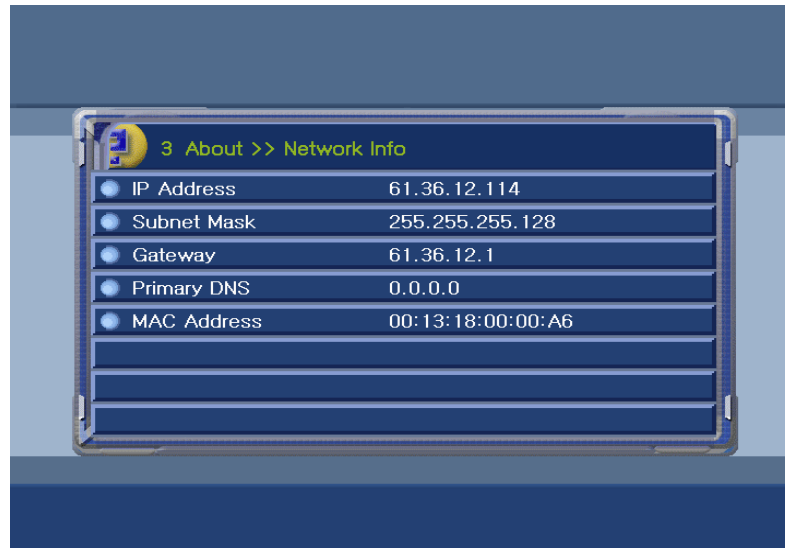 3 About >> Network Info
IP Address 61.36.12.114
Subnet Mask 255.255.255.128
Gateway 61.36.12.1
Primary DNS 0.0.0.0
MAC Address 00:13:18:00:00:A6